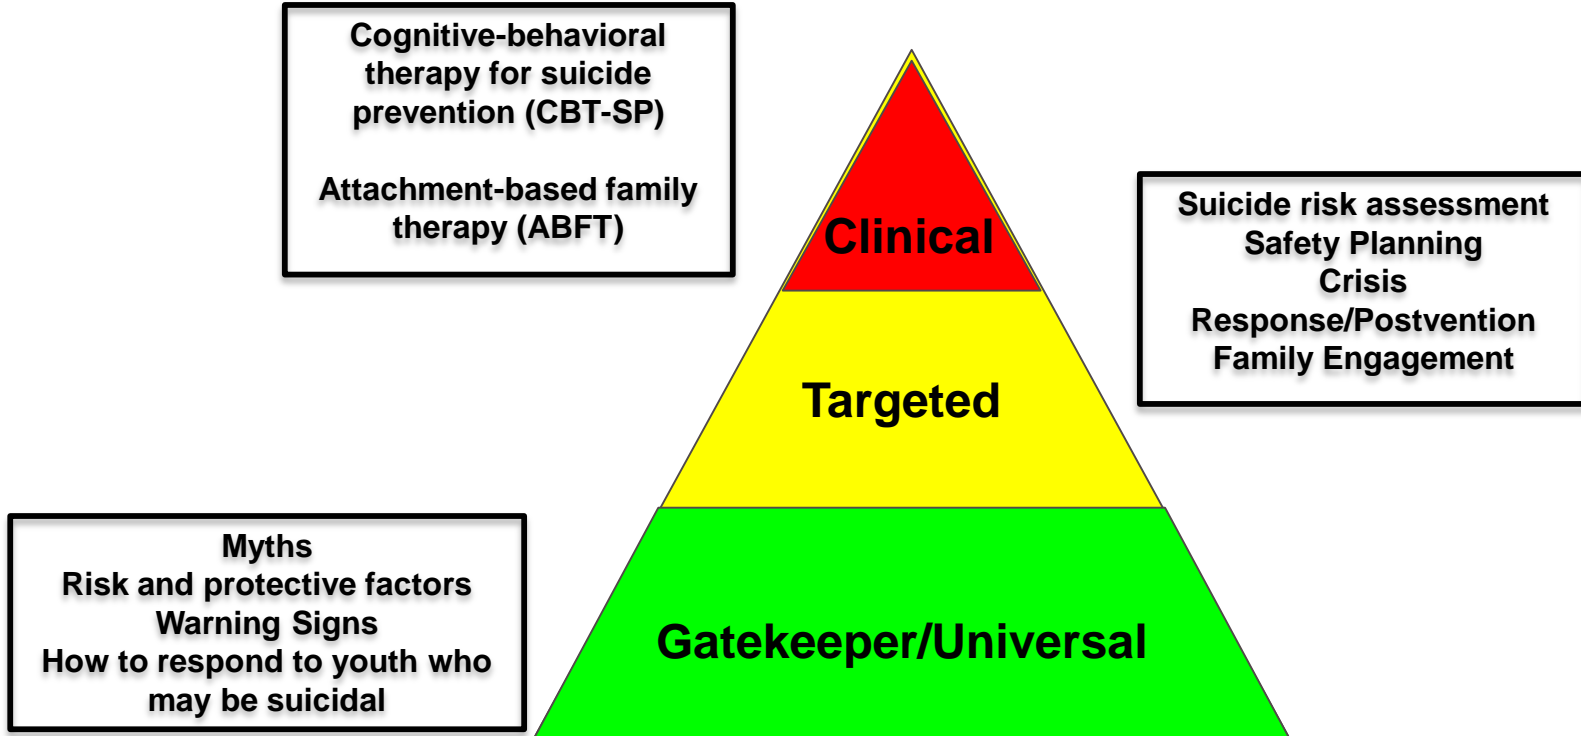 Cognitive-behavioral
therapy for suicide
prevention (CBT-SP)
Attachment-based family
therapy (ABFT)
Clinical
Suicide risk assessment
Safety Planning
Crisis
Response/Postvention
Family Engagement
Targeted
Myths
Risk and protective factors
Warning Signs
How to respond to youth who
may be suicidal
Gatekeeper/Universal